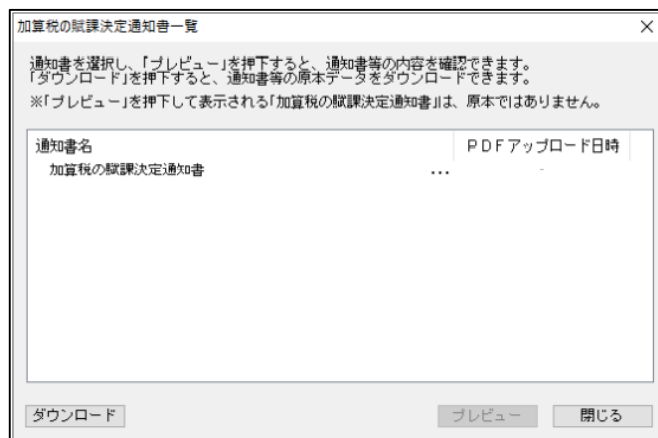 加算税の賦課決定通知書一覧
通知書を選択し、「プレビュー」を押下すると、通知書等の内容を確認できます。
「ダウンロード」を押下すると、通知書等の原本データをダウンロードできます。
※「プレビュー」を押下して表示される「加算税の賦課決定通知書」は、原本ではありません。
通知書名 PDFアップロード日時
加算税の賦課決定通知書 ... -
ダウンロード プレビュー 閉じる